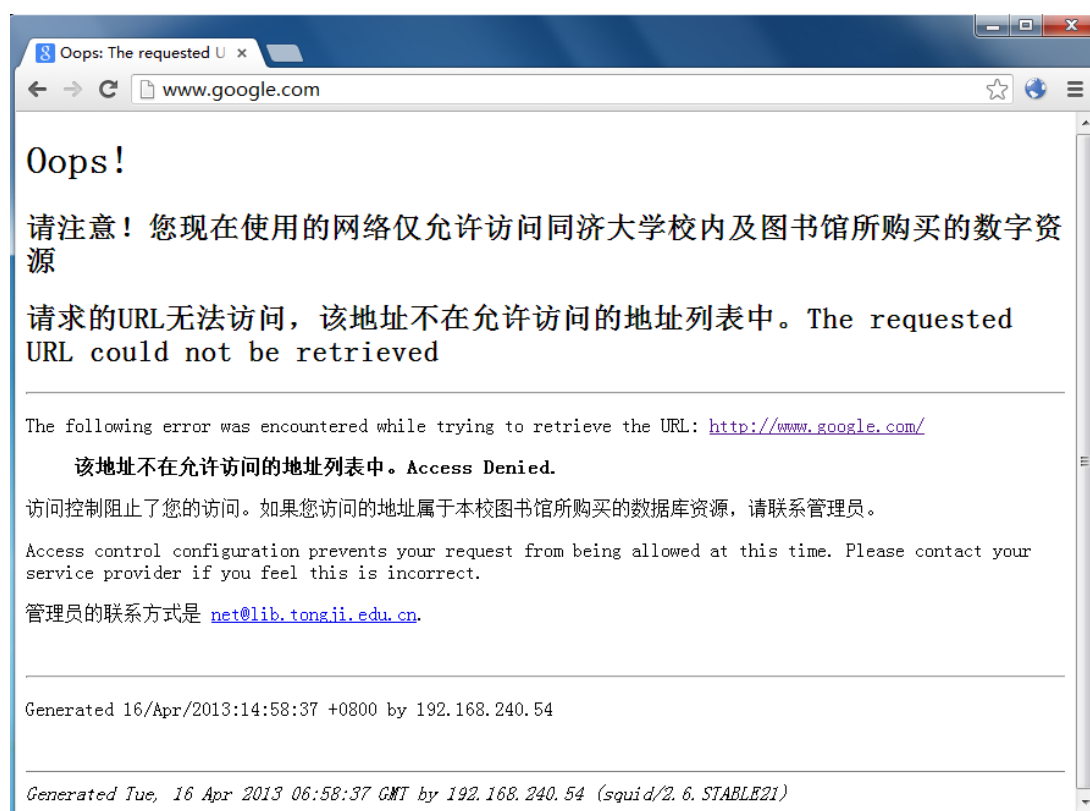 Oops: The requested U
www.google.com
Oops!
请注意！您现在使用的网络仅允许访问同济大学校内及图书馆所购买的数字资
源
请求的URL无法访问，该地址不在允许访问的地址列表中。The requested
URL could not be retrieved
The following error was encountered while trying to retrieve the URL: http://www.google.com/
该地址不在允许访问的地址列表中。Access Denied.
访问控制阻止了您的访问。如果您访问的地址属于本校图书馆所购买的数据库资源，请联系管理员。
Access control configuration prevents your request from being allowed at this time. Please contact your
service provider if you feel this is incorrect.
管理员的联系方式是 net@lib.tongji.edu.cn.
Generated 16/Apr/2013:14:58:37 +0800 by 192.168.240.54
Generated Tue, 16 Apr 2013 06:58:37 GMT by 192.168.240.54 (squid/2.6.STABLE21)